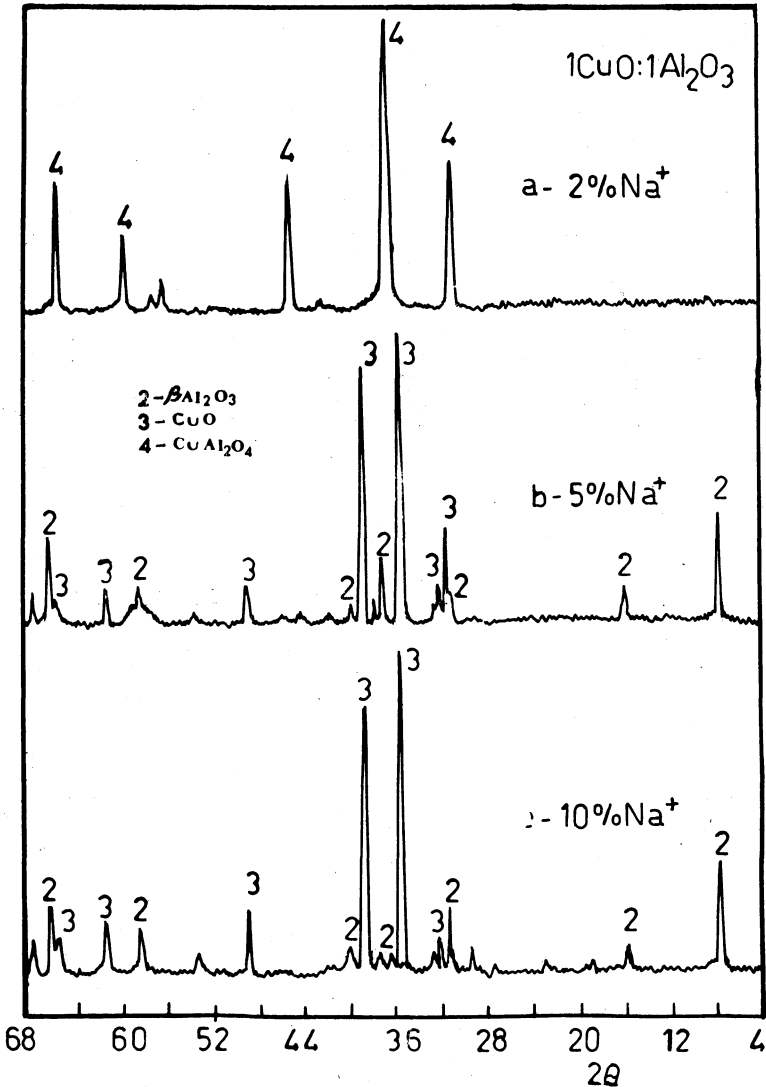 4
1CuO:1Al₂O₃
4 4 4
a- 2%Na⁺
4
3 3
2-βAl₂O₃
3- CuO
4- CuAl₂O₄
b-5%Na⁺
2 3 3 2 3 2 2 3 3 2 2 2
3 3
-10%Na⁺
2 3 3 2 3 2 2 3 2 2 2
68 60 52 44 36 28 20 12 4
2θ